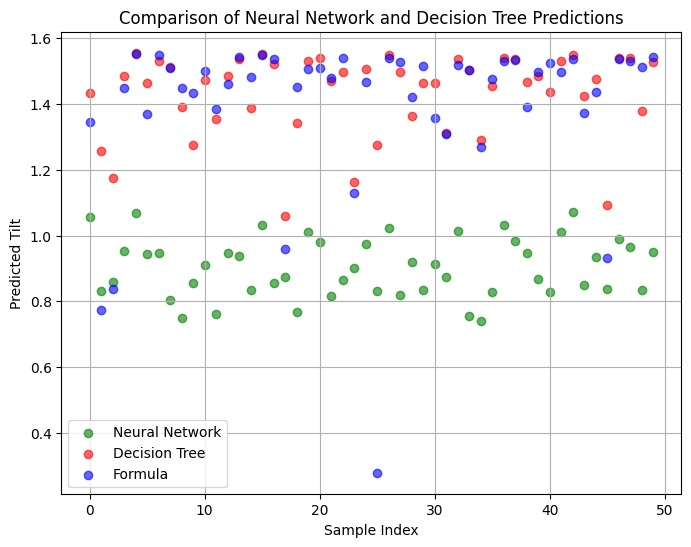 Comparison of Neural Network and Decision Tree Predictions
1.6
1.4
1.2
1.0
0.8
0.6
0.4
Predicted Tilt
Neural Network
Decision Tree
Formula
0 10 20 30 40 50
Sample Index